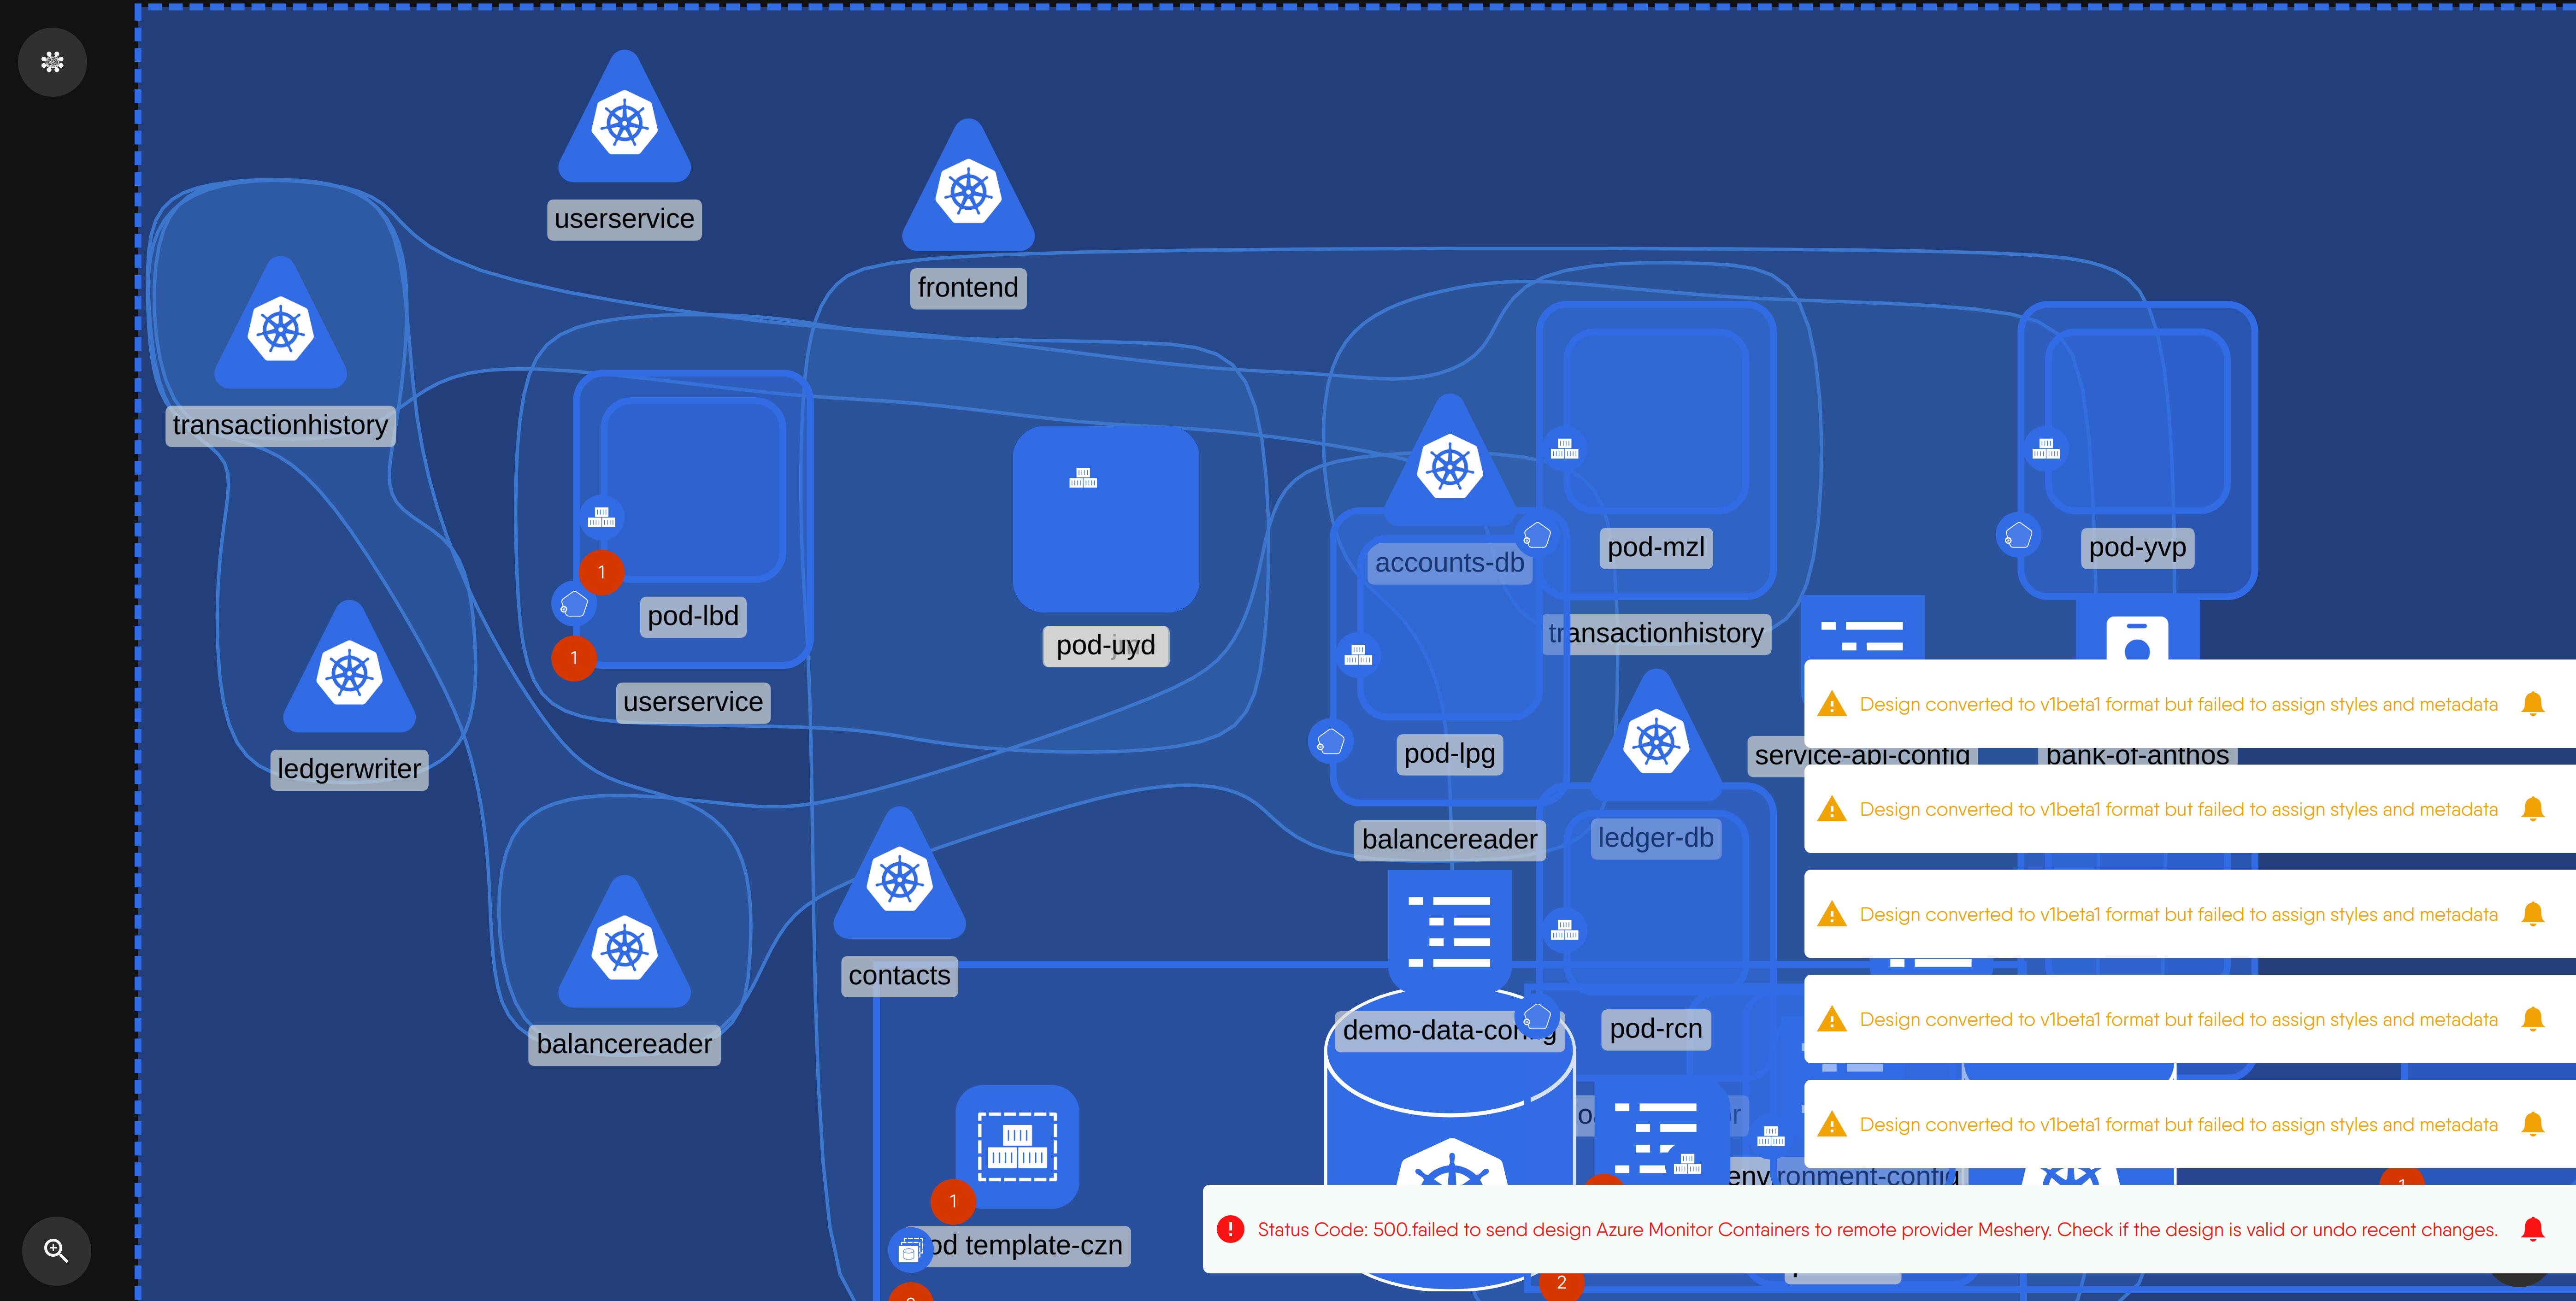 userservice
frontend
transactionhistory
accounts-db
pod-mzl
pod-yvp
1
pod-lbd
1
userservice
transactionhistory
Design converted to v1beta1 format but failed to assign styles and metadata
service-api-config
bank-of-anthos
pod-lpg
ledgerwriter
Design converted to v1beta1 format but failed to assign styles and metadata
balancereader
ledger-db
Design converted to v1beta1 format but failed to assign styles and metadata
contacts
Design converted to v1beta1 format but failed to assign styles and metadata
demo-data-config
pod-rcn
balancereader
Design converted to v1beta1 format but failed to assign styles and metadata
environment-config
1
1
template-czn
Status Code: 500.failed to send design Azure Monitor Containers to remote provider Meshery. Check if the design is valid or undo recent changes.
2